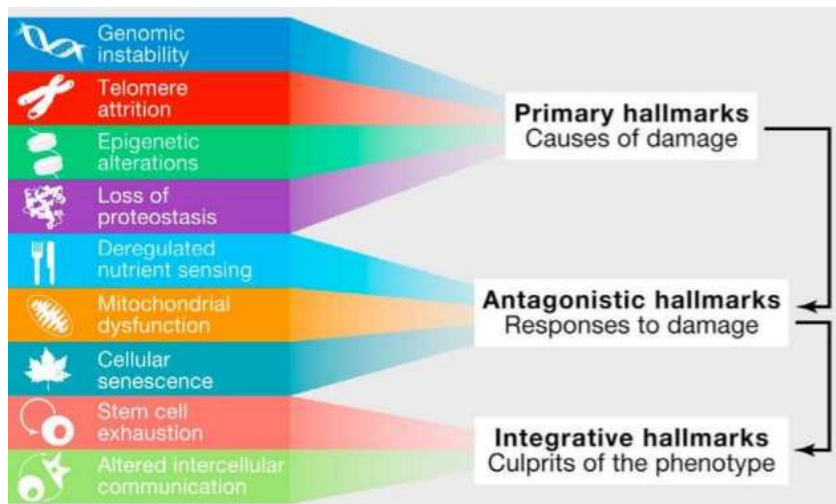 Genomic
instability
Telomere
attrition
Epigenetic
alterations
Loss of
proteostasis
Deregulated
nutrient sensing
Mitochondrial
dysfunction
Cellular
senescence
Stem cell
exhaustion
Altered intercellular
communication
Primary hallmarks
Causes of damage
Antagonistic hallmarks
Responses to damage
Integrative hallmarks
Culprits of the phenotype